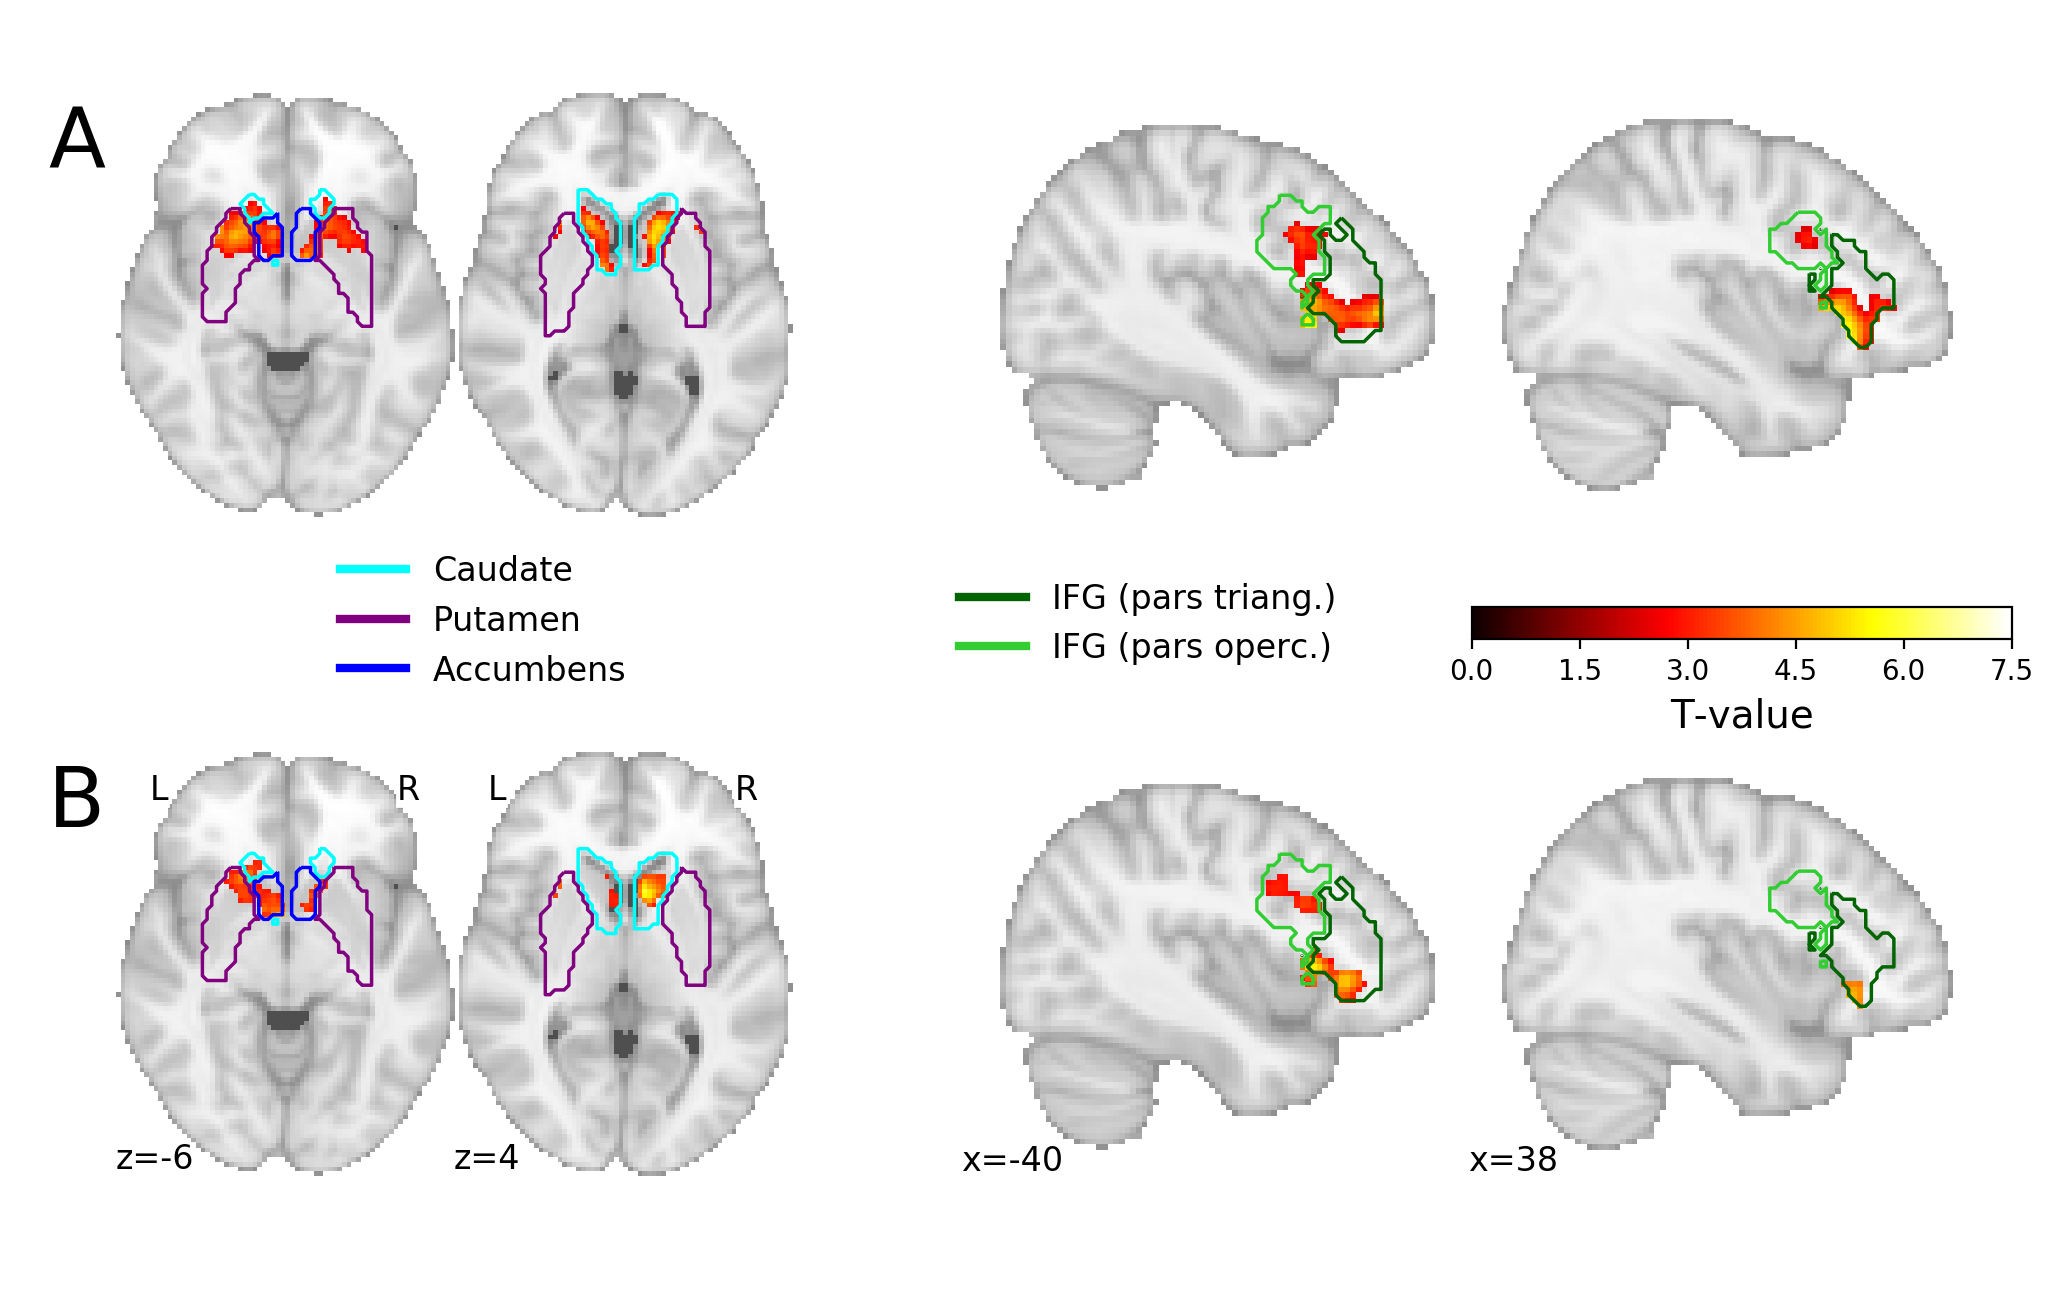 A
Caudate
Putamen
Accumbens
IFG (pars triang.)
IFG (pars operc.)
0.0 1.5 3.0 4.5 6.0 7.5
T-value
B
L R L R
z=-6 z=4 x=-40 x=38